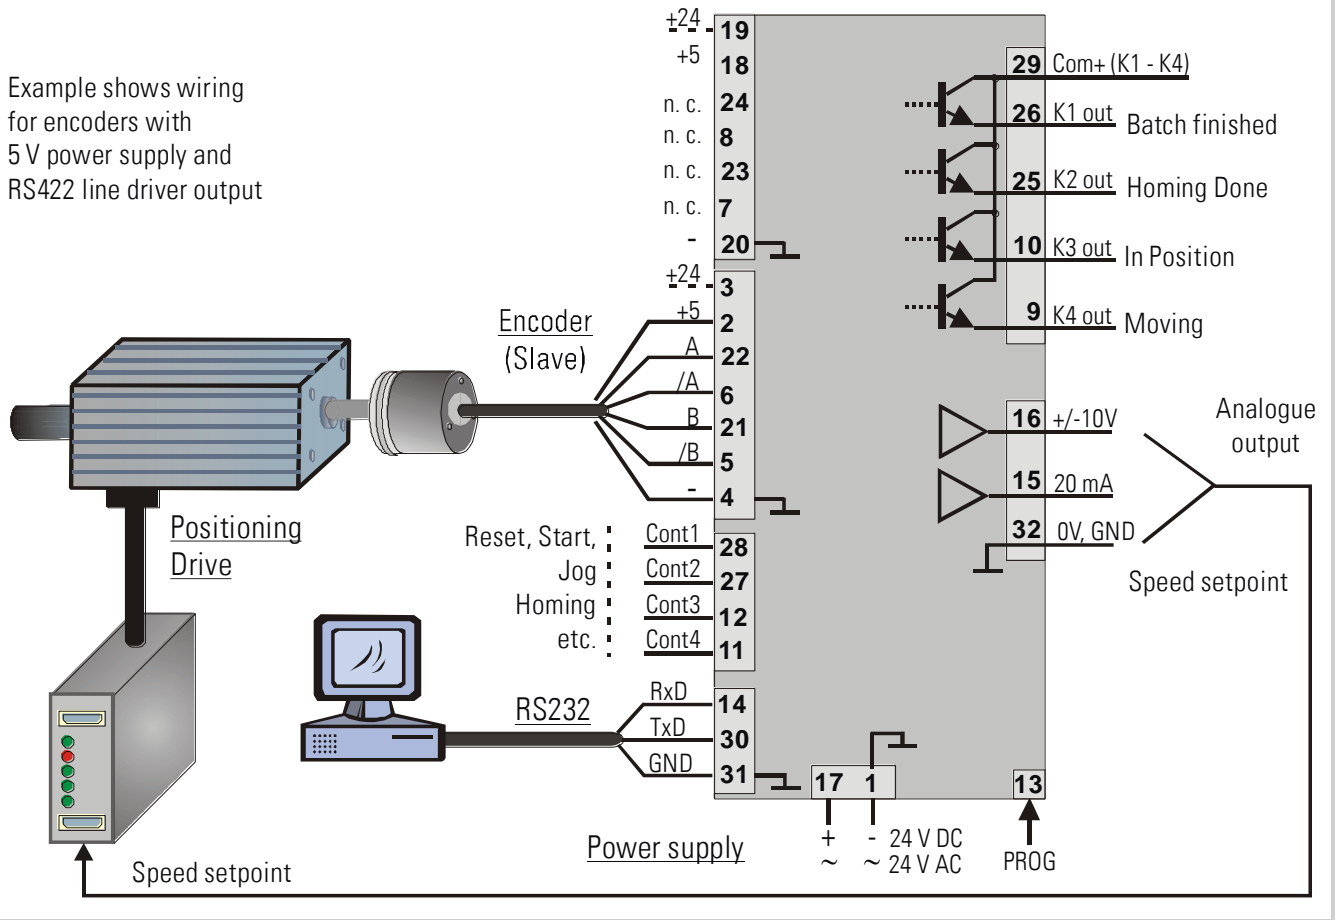 Example shows wiring
for encoders with
5 V power supply and
RS422 line driver output
+24 19
+5 18
n. c. 24
n. c. 8
n. c. 23
n. c. 7
- 20
+24 3
+5 2
A 22
/A 6
B 21
/B 5
- 4
Encoder
(Slave)
Positioning
Drive
Reset, Start,
Jog
Homing
etc.
Cont1 28
Cont2 27
Cont3 12
Cont4 11
RS232
RxD 14
TxD 30
GND 31
29 Com+ (K1 - K4)
26 K1 out Batch finished
25 K2 out Homing Done
10 K3 out In Position
9 K4 out Moving
16 +/-10V
15 20 mA
32 0V, GND
Analogue
output
Speed setpoint
17 1
13
Power supply
+ - 24 V DC
~ ~ 24 V AC
PROG
Speed setpoint